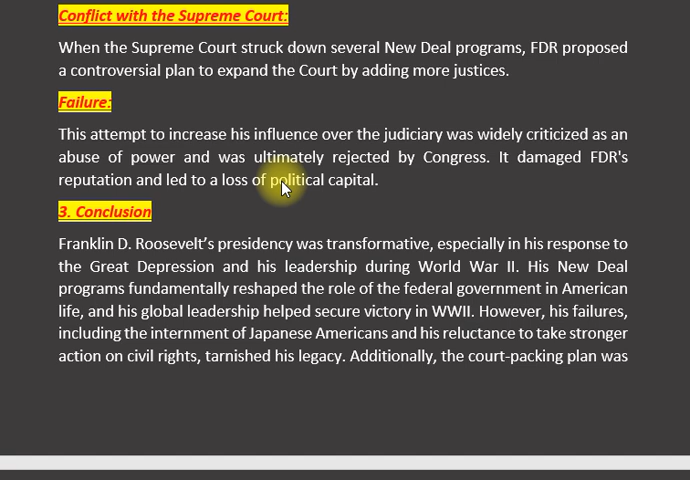 Conflict with the Supreme Court:
When the Supreme Court struck down several New Deal programs, FDR proposed
a controversial plan to expand the Court by adding more justices.
Failure:
This attempt to increase his influence over the judiciary was widely criticized as an
abuse of power and was ultimately rejected by Congress. It damaged FDR's
reputation and led to a loss of political capital.
3. Conclusion
Franklin D. Roosevelt’s presidency was transformative, especially in his response to
the Great Depression and his leadership during World War II. His New Deal
programs fundamentally reshaped the role of the federal government in American
life, and his global leadership helped secure victory in WWII. However, his failures,
including the internment of Japanese Americans and his reluctance to take stronger
action on civil rights, tarnished his legacy. Additionally, the court-packing plan was